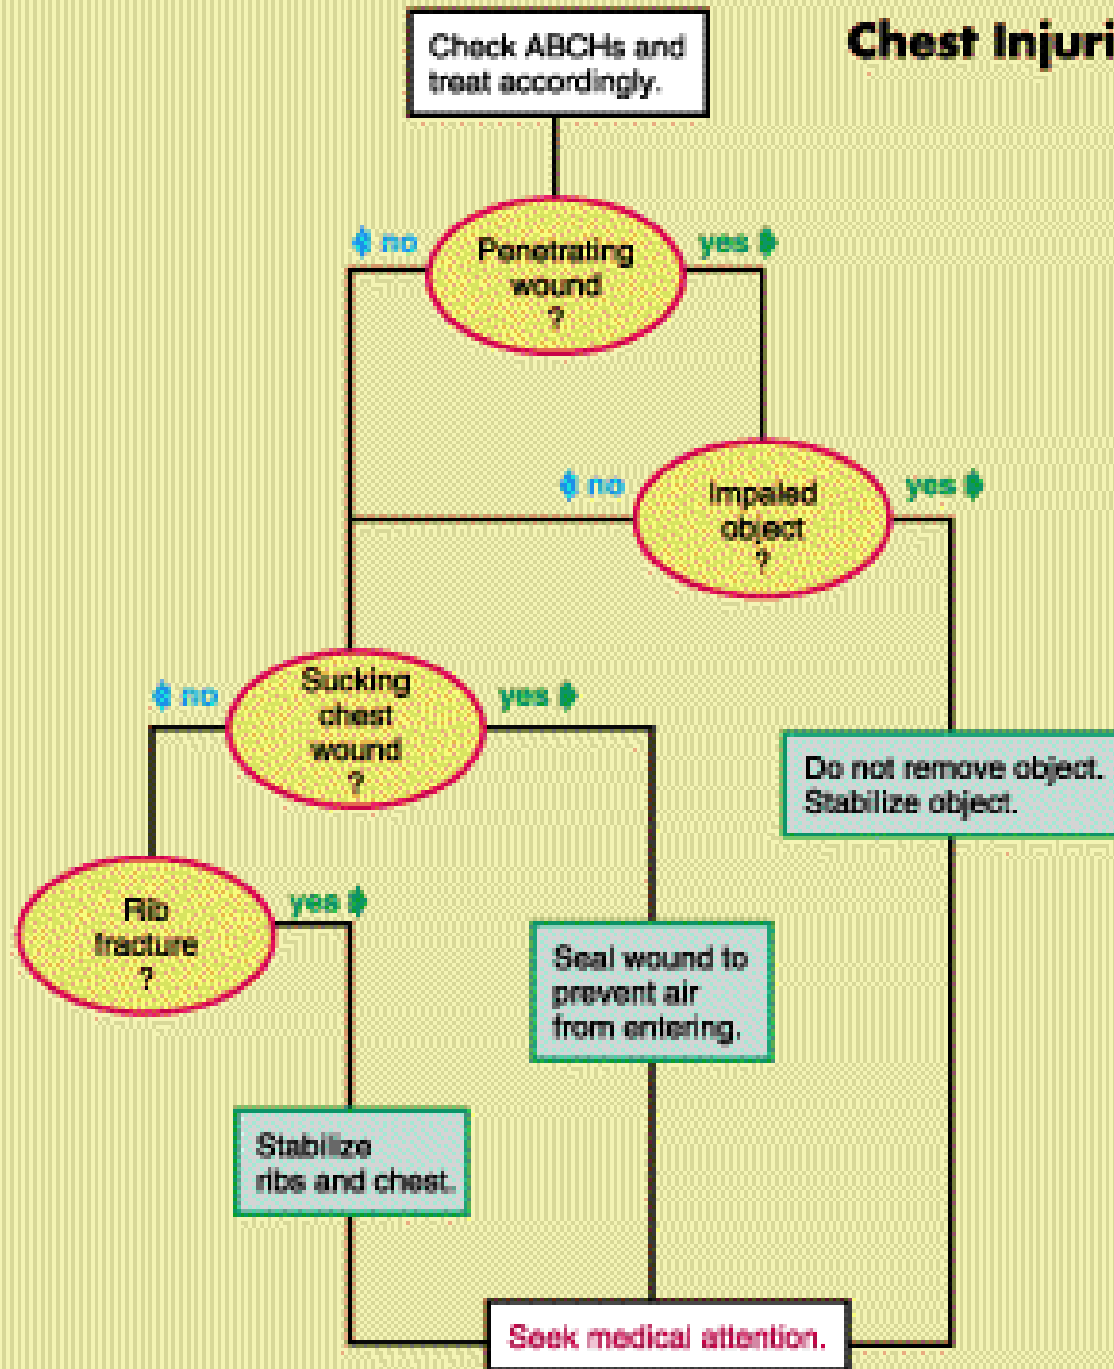 Chest Injuri
Check ABCHs and
treat accordingly.
no
Penetrating
wound
?
yes
no
Impaled
object
?
yes
no
Sucking
chest
wound
?
yes
Do not remove object.
Stabilize object.
Rib
fracture
?
yes
Seal wound to
prevent air
from entering.
Stabilize
ribs and chest.
Seek medical attention.